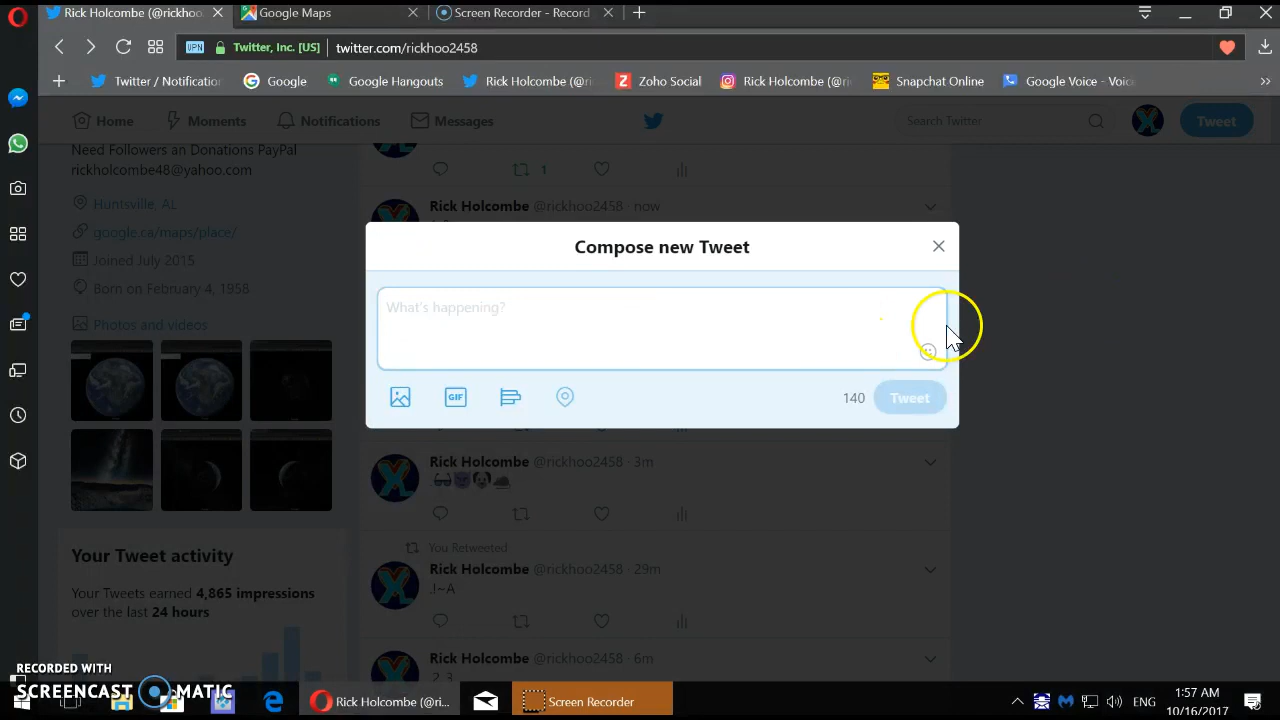 Rick Holcombe (@rickho
Google Maps
Screen Recorder - Record
VPN
Twitter, Inc. [US]
twitter.com/rickhoo2458
Twitter / Notificatio
Google
Google Hangouts
Rick Holcombe (@r
Zoho Social
Rick Holcombe (@ri
Snapchat Online
Google Voice - Voic
Home
Moments
Notifications
Messages
Search Twitter
Tweet
Need Followers an Donations PayPal
rickholcombe48@yahoo.com
1
Rick Holcombe @rickhoo2458 · now
Huntsville, AL
google.ca/maps/place/
Joined July 2015
Born on February 4, 1958
Photos and videos
Compose new Tweet
What's happening?
GIF
140
Tweet
Rick Holcombe @rickhoo2458 · 3m
You Retweeted
Rick Holcombe @rickhoo2458 · 29m
.!~A
Your Tweet activity
Your Tweets earned 4,865 impressions
over the last 24 hours
Rick Holcombe @rickhoo2458 · 6m
RECORDED WITH
SCREENCAST MATIC
Rick Holcombe (@ri...
Screen Recorder
ENG
1:57 AM
10/16/2017